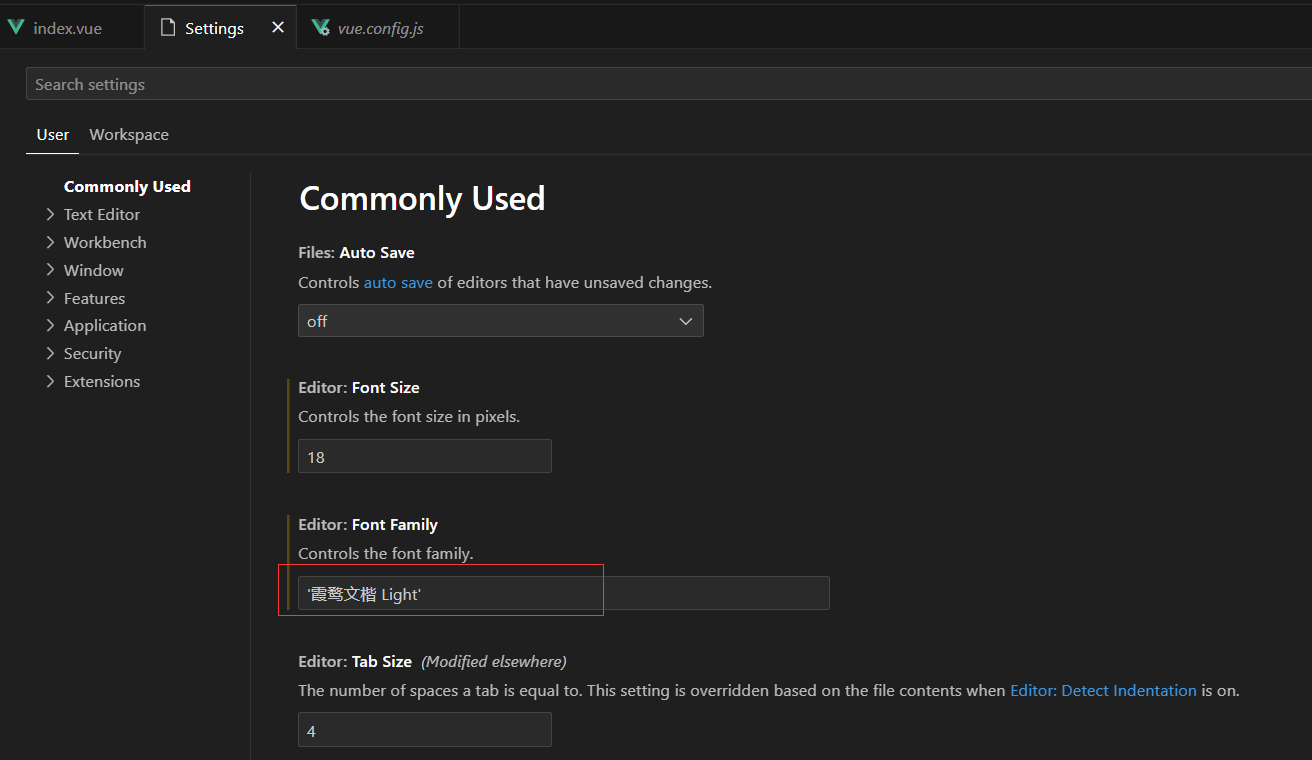 index.vue
Settings
vue.config.js
Search settings
User Workspace
Commonly Used
Text Editor
Workbench
Window
Features
Application
Security
Extensions
Commonly Used
Files: Auto Save
Controls auto save of editors that have unsaved changes.
off
Editor: Font Size
Controls the font size in pixels.
18
Editor: Font Family
Controls the font family.
'霞鹜文楷 Light'
Editor: Tab Size (Modified elsewhere)
The number of spaces a tab is equal to. This setting is overridden based on the file contents when Editor: Detect Indentation is on.
4